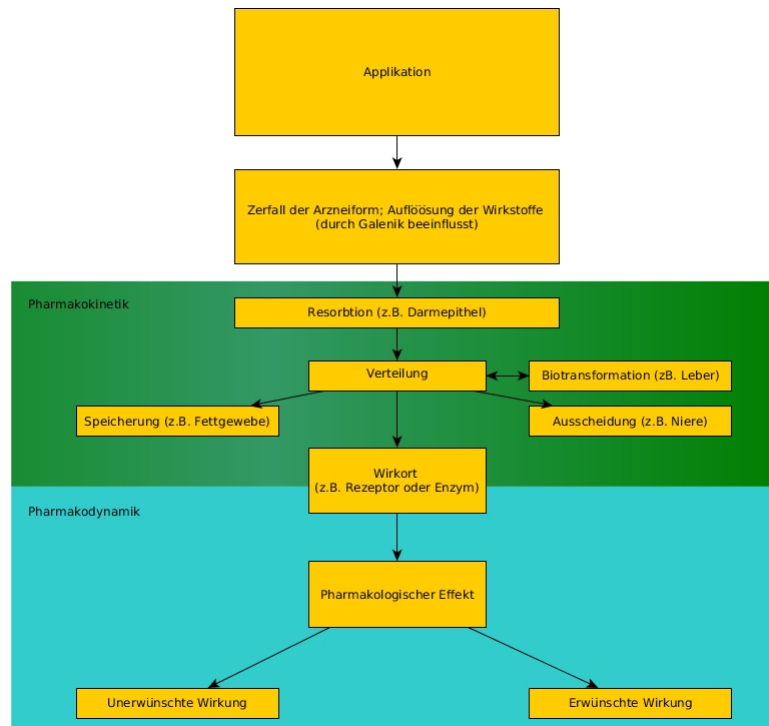 Applikation
Zerfall der Arzneiform; Auflöösung der Wirkstoffe
(durch Galenik beeinflusst)
Pharmakokinetik
Resorbtion (z.B. Darmepithel)
Verteilung
Biotransformation (zB. Leber)
Speicherung (z.B. Fettgewebe)
Ausscheidung (z.B. Niere)
Wirkort
(z.B. Rezeptor oder Enzym)
Pharmakodynamik
Pharmakologischer Effekt
Unerwünschte Wirkung
Erwünschte Wirkung